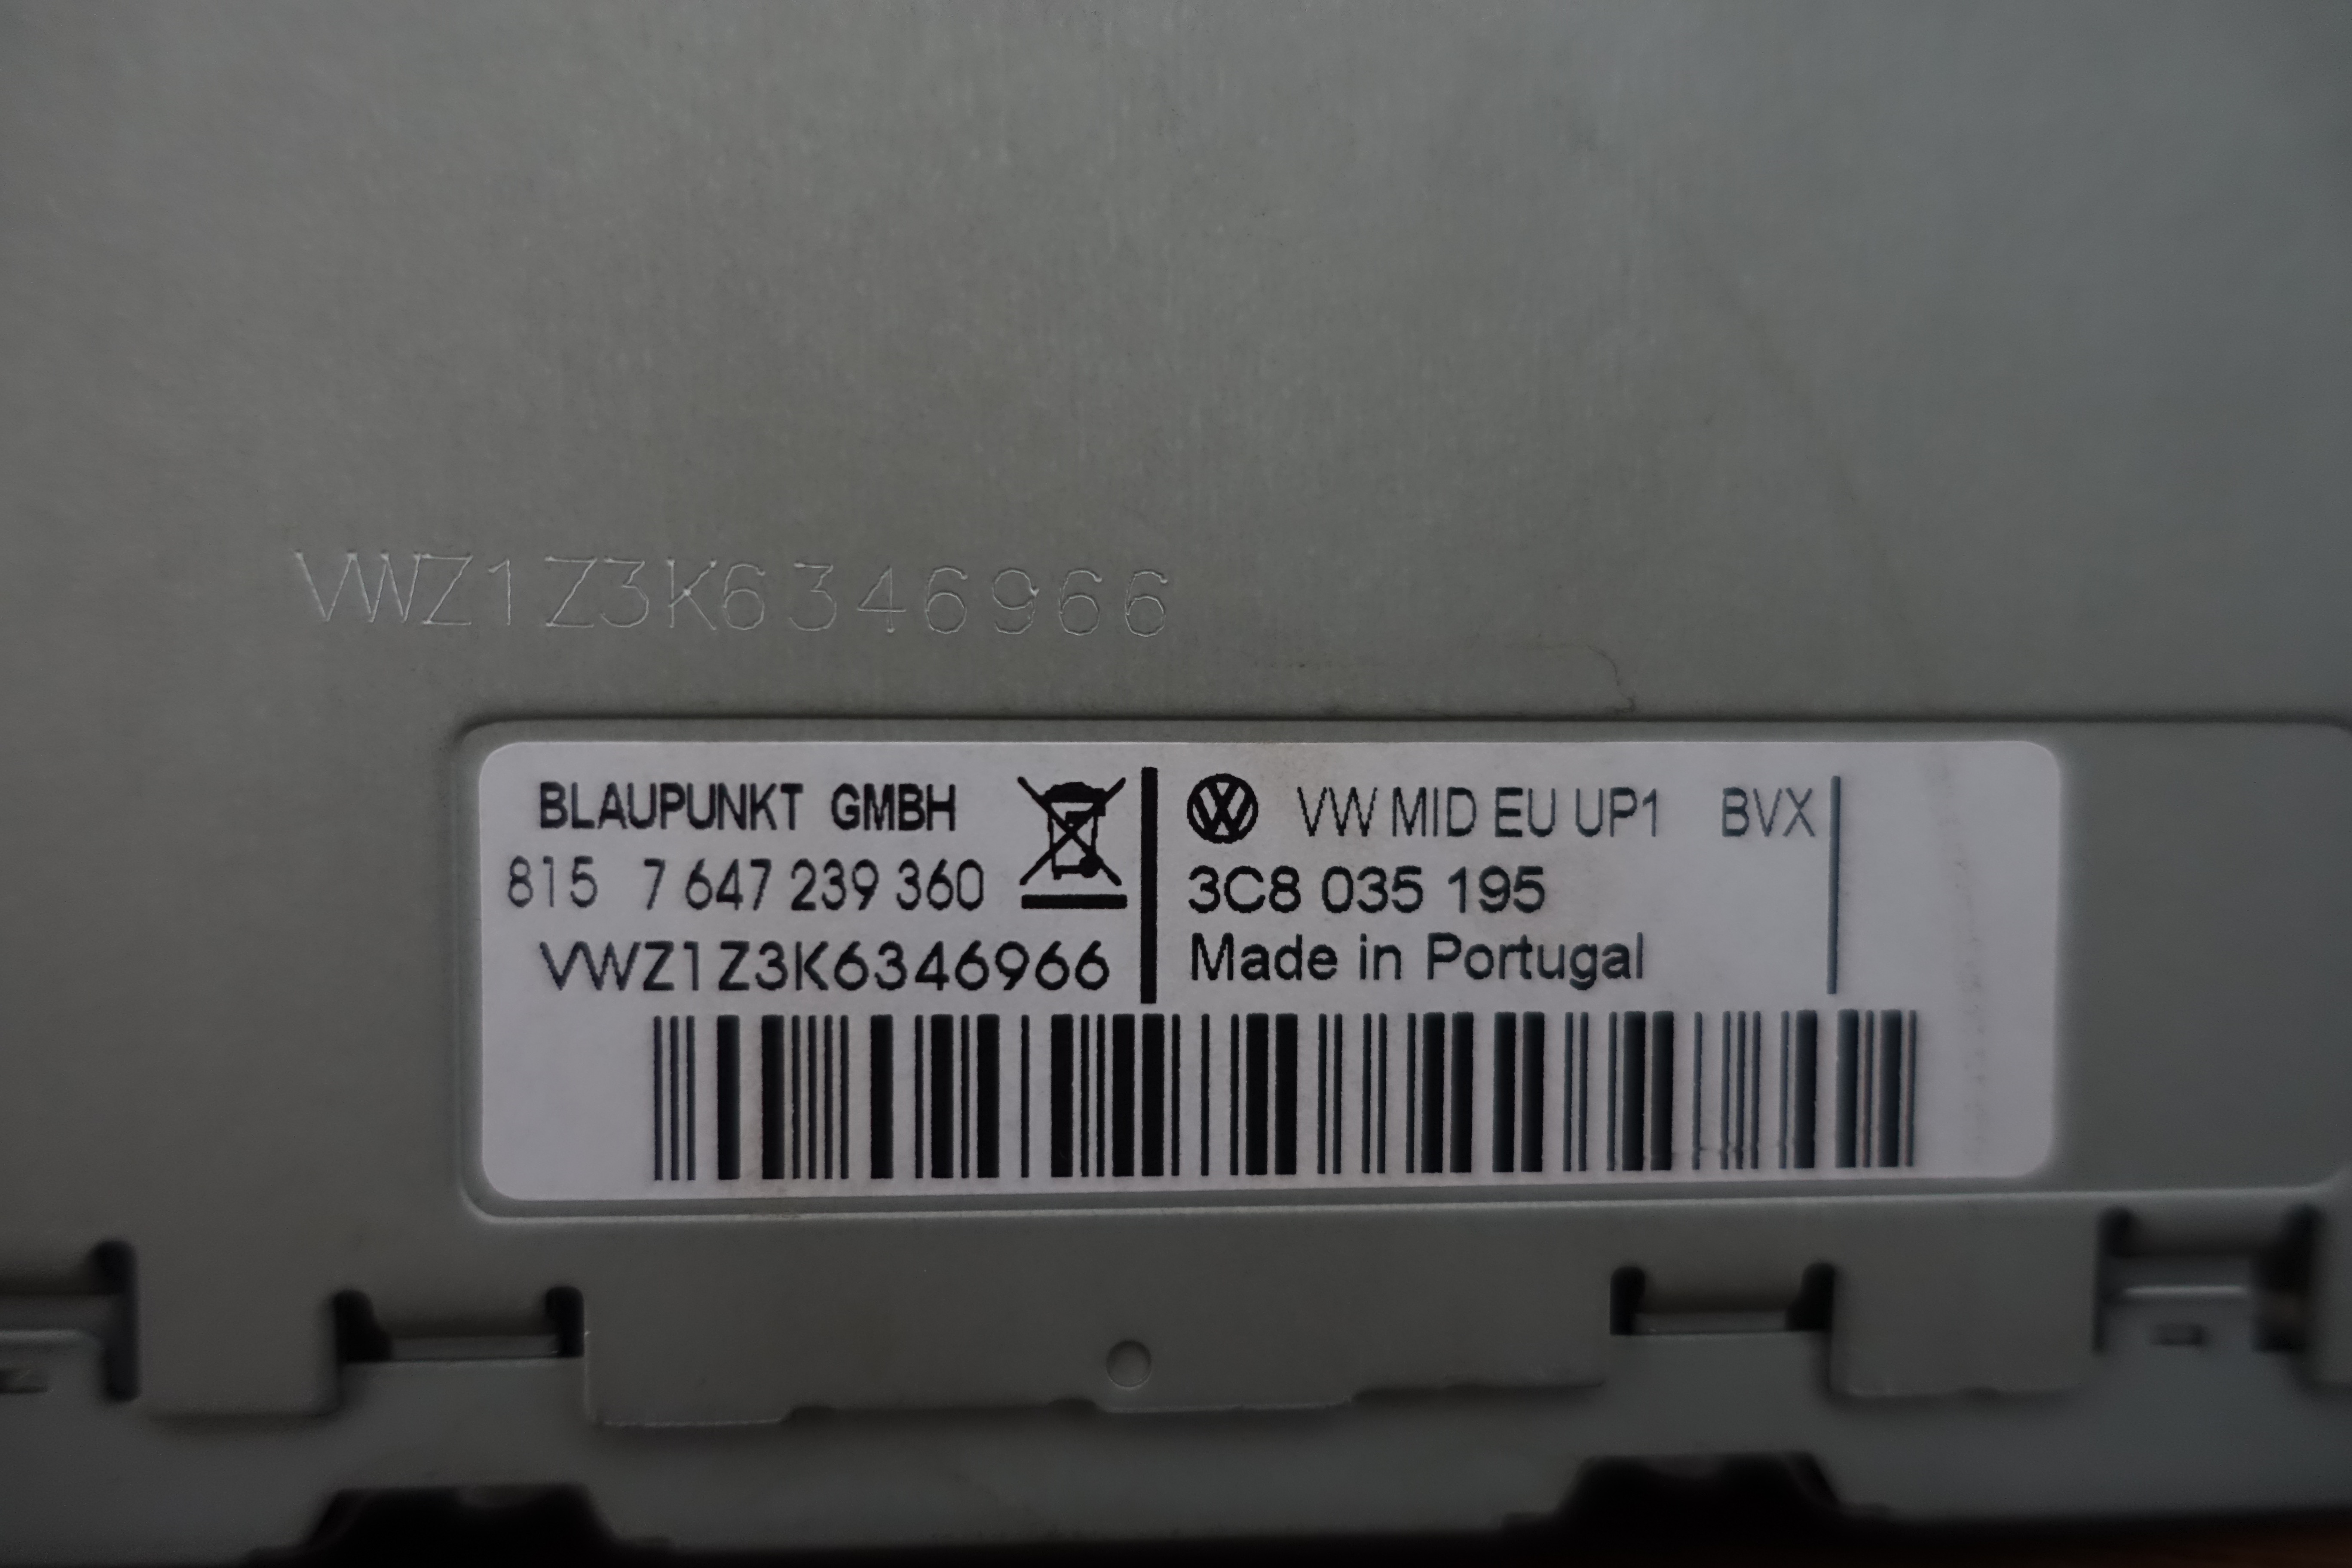 VWZ1Z3K6346966
BLAUPUNKT GMBH
815 7 647 239 360
VWZ1Z3K6346966
VW MID EU UP1 BVX
3C8 035 195
Made in Portugal